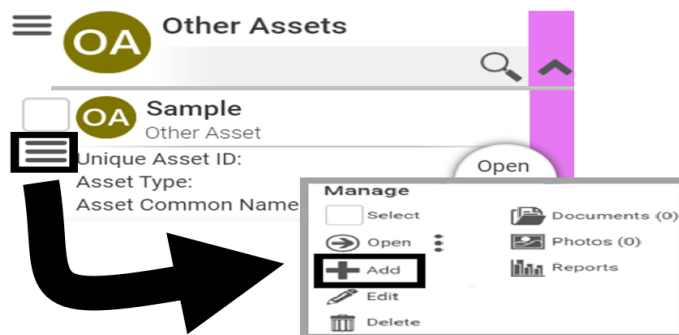 OA
Other Assets
OA
Sample
Other Asset
Unique Asset ID:
Asset Type:
Asset Common Name
Open
Manage
Select
Open
Add
Edit
Delete
Documents (0)
Photos (0)
Reports